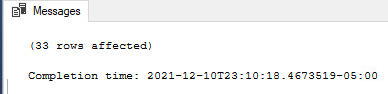 Messages
(33 rows affected)
Completion time: 2021-12-10T23:10:18.4673519-05:00